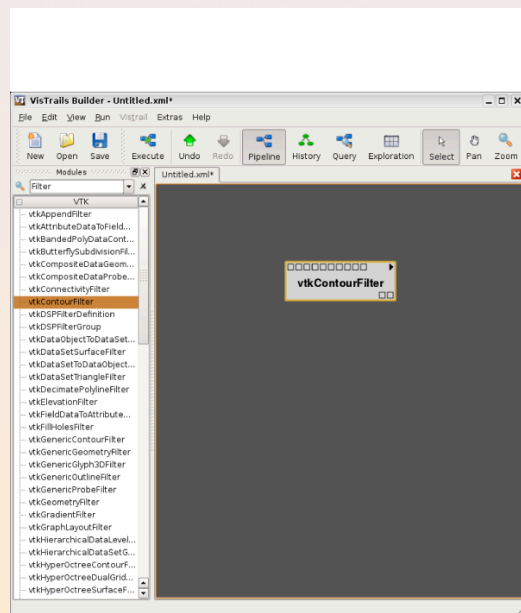 VisTrails Builder - Untitled.xml*
File Edit View Run Vistrail Extras Help
New Open Save Execute Undo Redo Pipeline History Query Exploration Select Pan Zoom
Modules
Untitled.xml*
Filter
VTK
vtkAppendFilter
vtkAttributeDataToField...
vtkBandedPolyDataCont...
vtkButterflySubdivisionFil...
vtkCompositeDataGeom...
vtkCompositeDataProbe...
vtkConnectivityFilter
vtkContourFilter
vtkDSPFilterDefinition
vtkDSPFilterGroup
vtkDataObjectToDataSet...
vtkDataSetSurfaceFilter
vtkDataSetToDataObject...
vtkDataSetTriangleFilter
vtkDecimatePolylineFilter
vtkElevationFilter
vtkFieldDataToAttribute...
vtkFillHolesFilter
vtkGenericContourFilter
vtkGenericGeometryFilter
vtkGenericGlyph3DFilter
vtkGenericOutlineFilter
vtkGenericProbeFilter
vtkGeometryFilter
vtkGradientFilter
vtkGraphLayoutFilter
vtkHierarchicalDataLevel...
vtkHierarchicalDataSetG...
vtkHyperOctreeContourF...
vtkHyperOctreeDualGrid...
vtkHyperOctreeSurfaceF...
vtkContourFilter